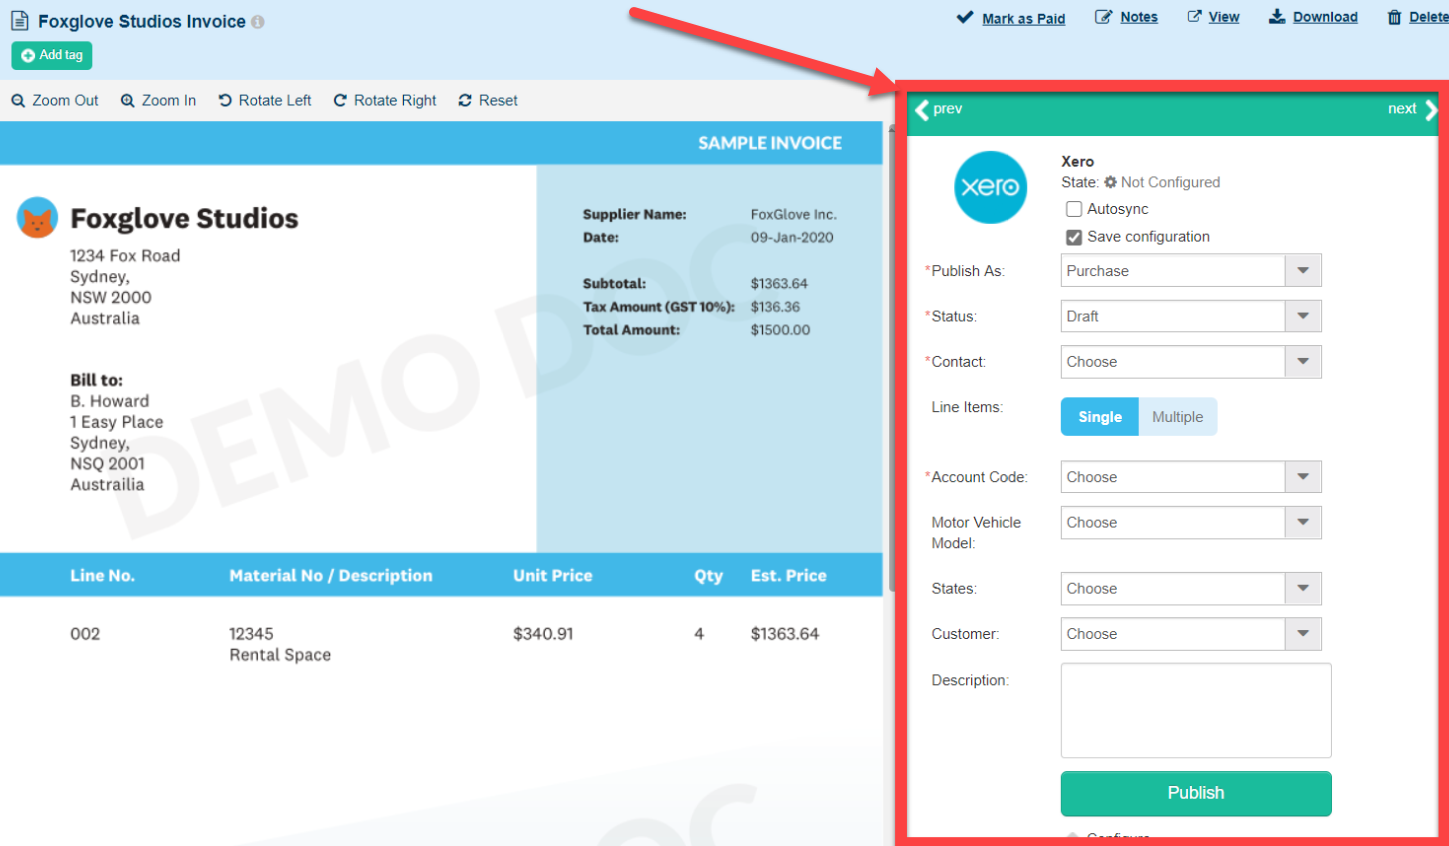 Foxglove Studios Invoice
Mark as Paid Notes View Download Delete
Add tag
Zoom Out Zoom In Rotate Left Rotate Right Reset
SAMPLE INVOICE
Foxglove Studios
1234 Fox Road
Sydney,
NSW 2000
Australia
Supplier Name: FoxGlove Inc.
Date: 09-Jan-2020
Subtotal: $1363.64
Tax Amount (GST 10%): $136.36
Total Amount: $1500.00
Bill to:
B. Howard
1 Easy Place
Sydney,
NSQ 2001
Austrailia
DEMO DOC
Line No. Material No / Description Unit Price Qty Est. Price
002 12345 $340.91 4 $1363.64
Rental Space
prev next
xero
Xero
State: Not Configured
Autosync
Save configuration
*Publish As: Purchase
*Status: Draft
*Contact: Choose
Line Items: Single Multiple
*Account Code: Choose
Motor Vehicle Choose
Model:
States: Choose
Customer: Choose
Description:
Publish
Configure